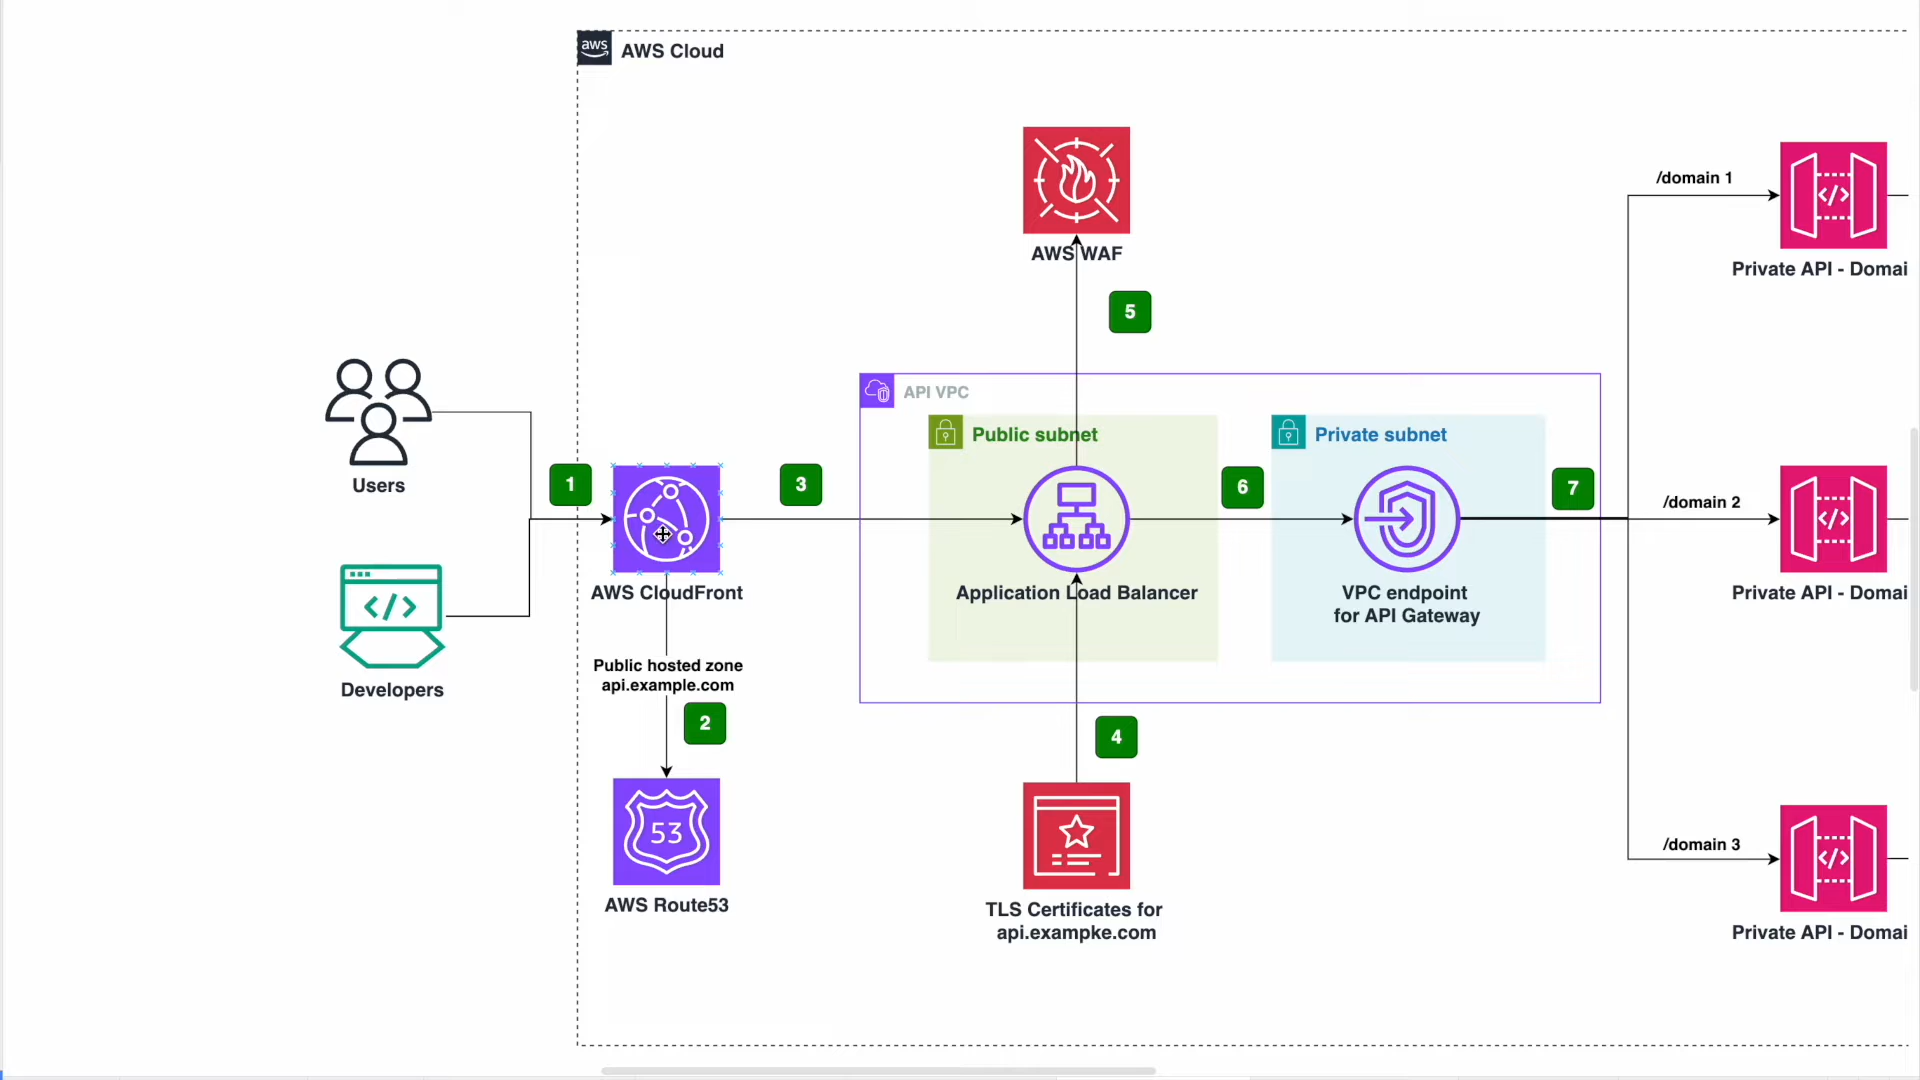 aws
AWS Cloud
AWS WAF
5
/domain 1
Private API - Domai
API VPC
Public subnet
Private subnet
Users
1
3
6
7
/domain 2
AWS CloudFront
Application Load Balancer
VPC endpoint
for API Gateway
Private API - Domai
Developers
Public hosted zone
api.example.com
2
4
53
AWS Route53
TLS Certificates for
api.exampke.com
/domain 3
Private API - Domai